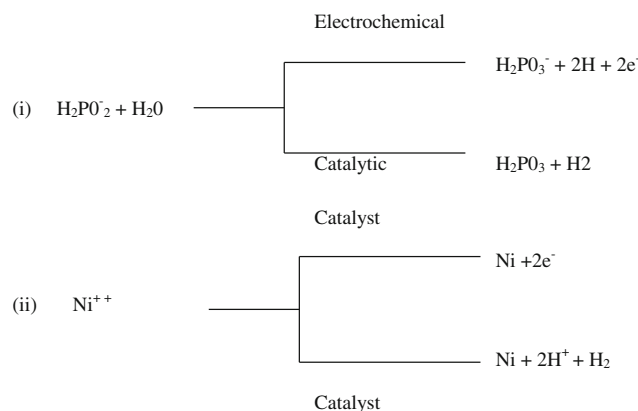 Electrochemical
H₂P0₃⁻ + 2H + 2e⁻
(i) H₂P0⁻₂ + H₂0
Catalytic H₂P0₃ + H2
Catalyst
Ni +2e⁻
(ii) Ni⁺⁺
Ni + 2H⁺ + H₂
Catalyst